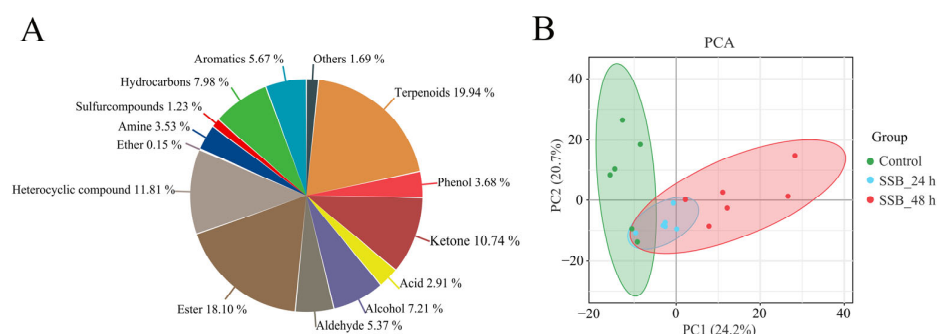 A
Aromatics 5.67 %
Others 1.69 %
Hydrocarbons 7.98 %
Terpenoids 19.94 %
Sulfurcompounds 1.23 %
Amine 3.53 %
Ether 0.15 %
Phenol 3.68 %
Heterocyclic compound 11.81 %
Ketone 10.74 %
Acid 2.91 %
Ester 18.10 %
Alcohol 7.21 %
Aldehyde 5.37 %
B
PCA
40
20
0
−20
PC2 (20.7%)
−20
0
20
40
PC1 (24.2%)
Group
Control
SSB_24 h
SSB_48 h